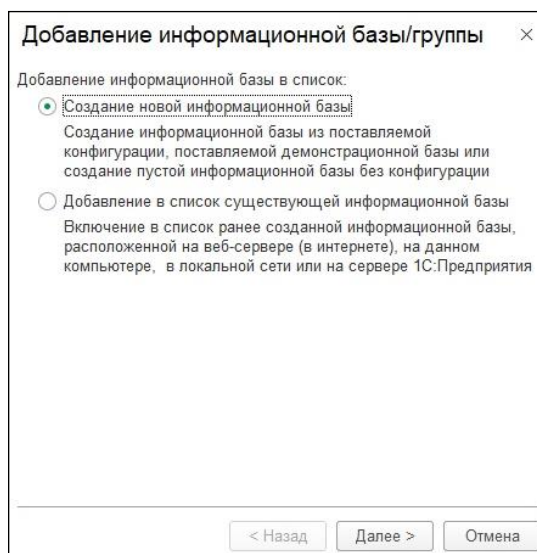 Добавление информационной базы/группы
Добавление информационной базы в список:
Создание новой информационной базы
Создание информационной базы из поставляемой
конфигурации, поставляемой демонстрационной базы или
создание пустой информационной базы без конфигурации
Добавление в список существующей информационной базы
Включение в список ранее созданной информационной базы,
расположенной на веб-сервере (в интернете), на данном
компьютере, в локальной сети или на сервере 1С:Предприятия
< Назад Далее > Отмена